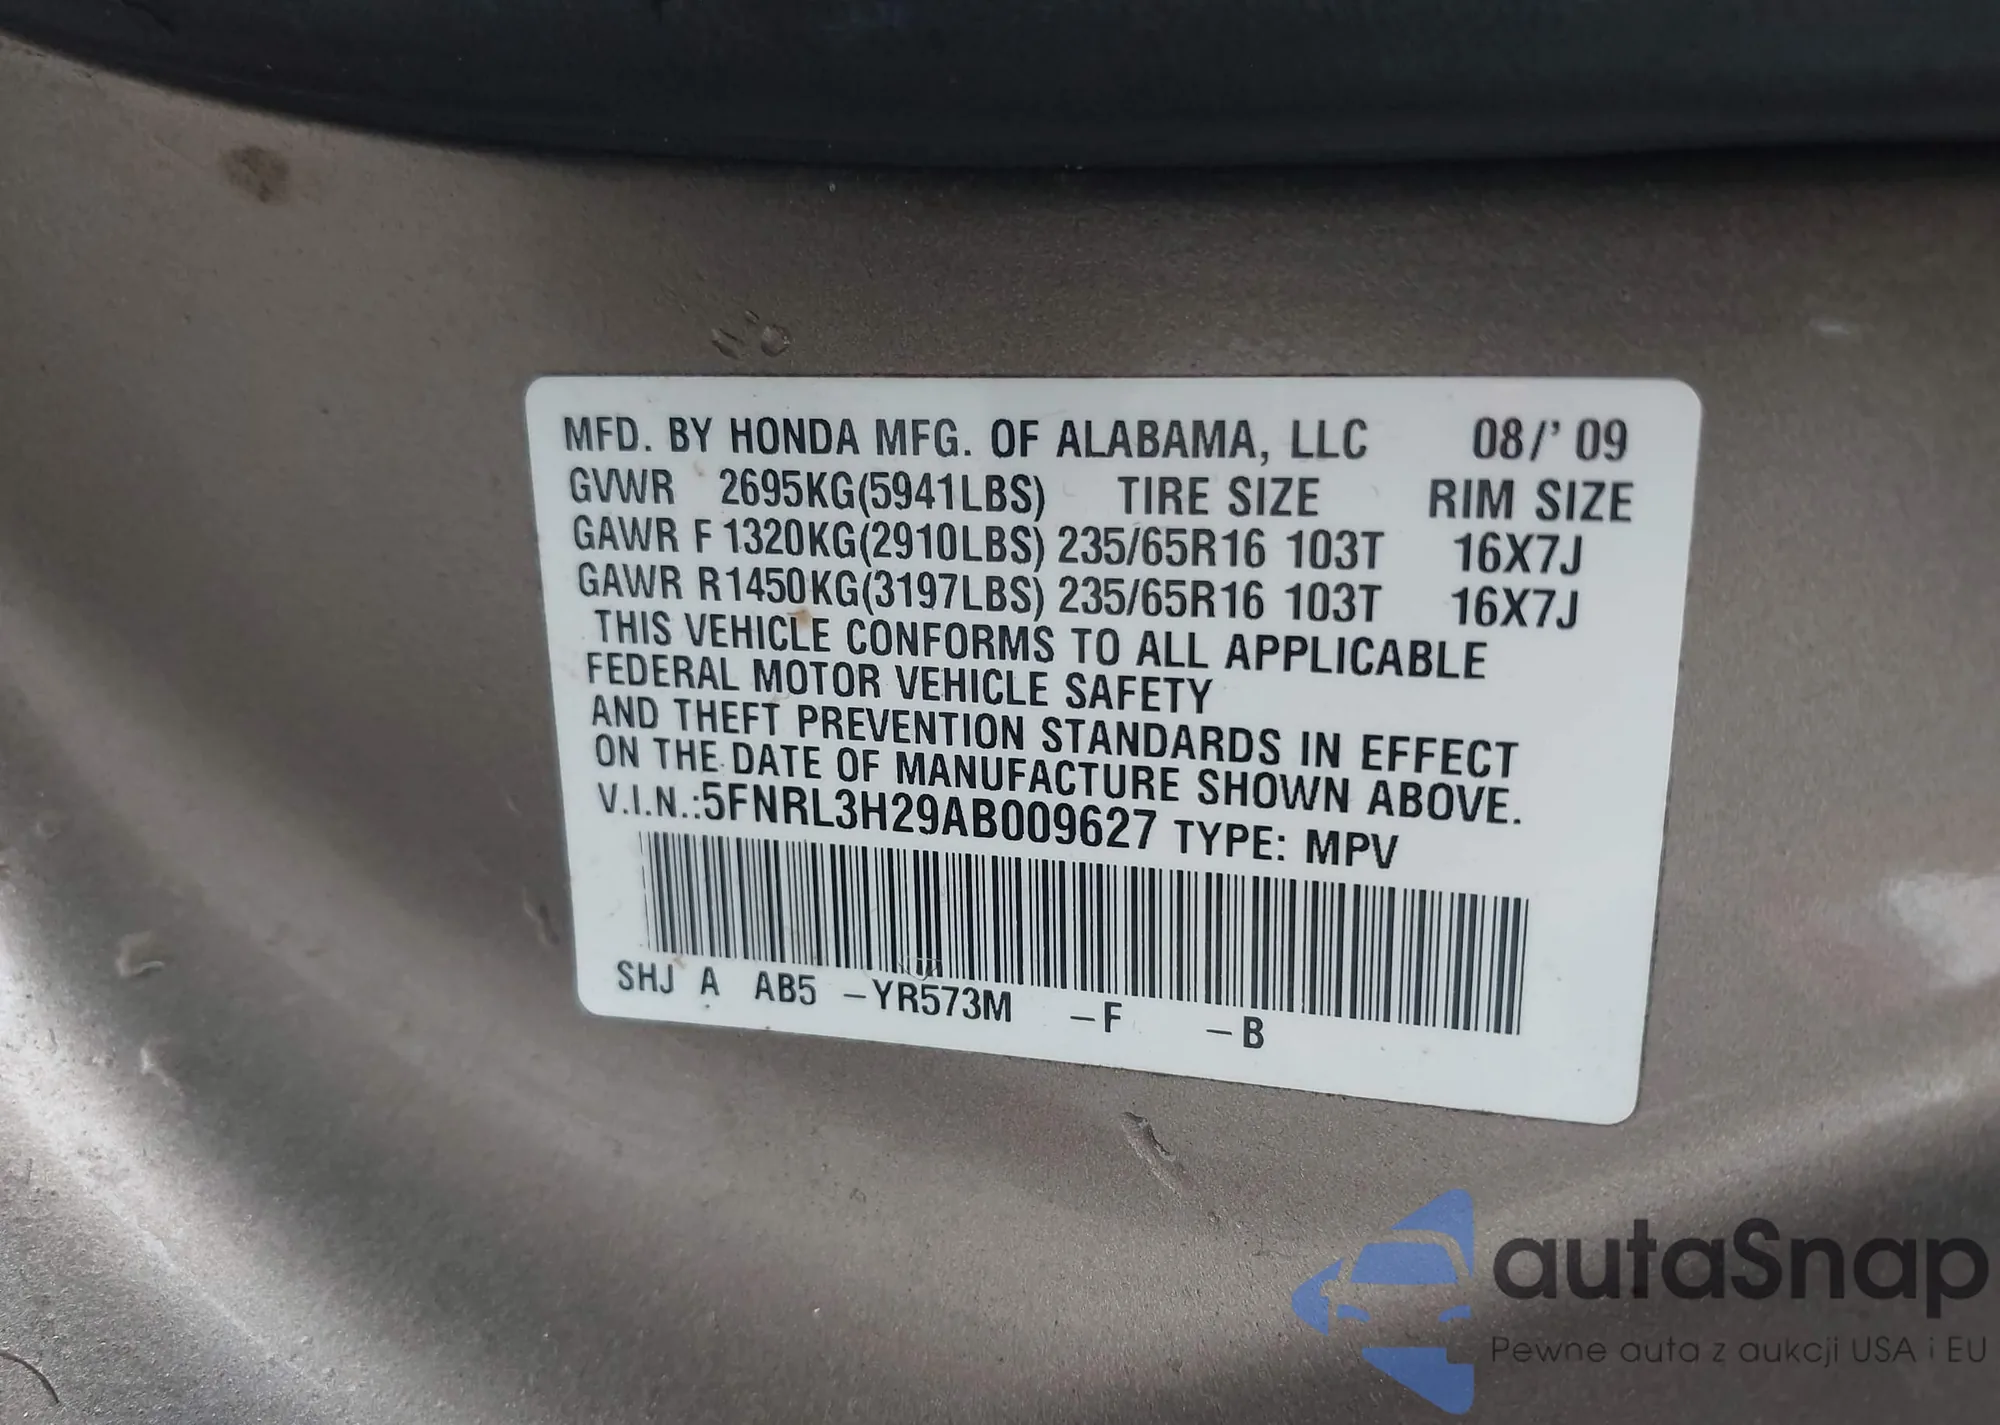 MFD. BY HONDA MFG. OF ALABAMA, LLC 08/' 09
GVWR 2695KG(5941LBS) TIRE SIZE RIM SIZE
GAWR F 1320KG(2910LBS) 235/65R16 103T 16X7J
GAWR R1450KG(3197LBS) 235/65R16 103T 16X7J
THIS VEHICLE CONFORMS TO ALL APPLICABLE
FEDERAL MOTOR VEHICLE SAFETY
AND THEFT PREVENTION STANDARDS IN EFFECT
ON THE DATE OF MANUFACTURE SHOWN ABOVE.
V.I.N.:5FNRL3H29AB009627 TYPE: MPV
SHJ A AB5 –YR573M –F –B
autaSnap
Pewne auta z aukcji USA i EU